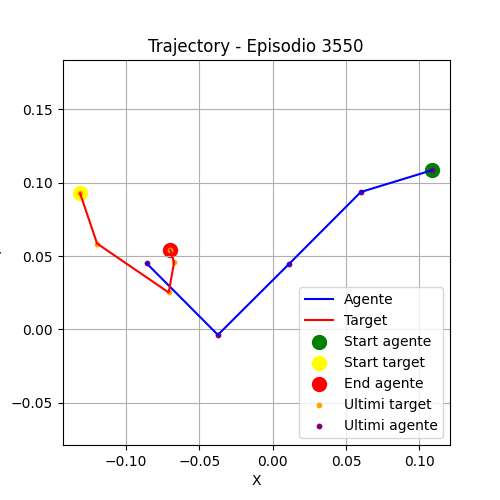 Trajectory - Episodio 3550
0.15
0.10
0.05
0.00
−0.05
−0.10
−0.05
0.00
0.05
0.10
X
Agente
Target
Start agente
Start target
End agente
Ultimi target
Ultimi agente